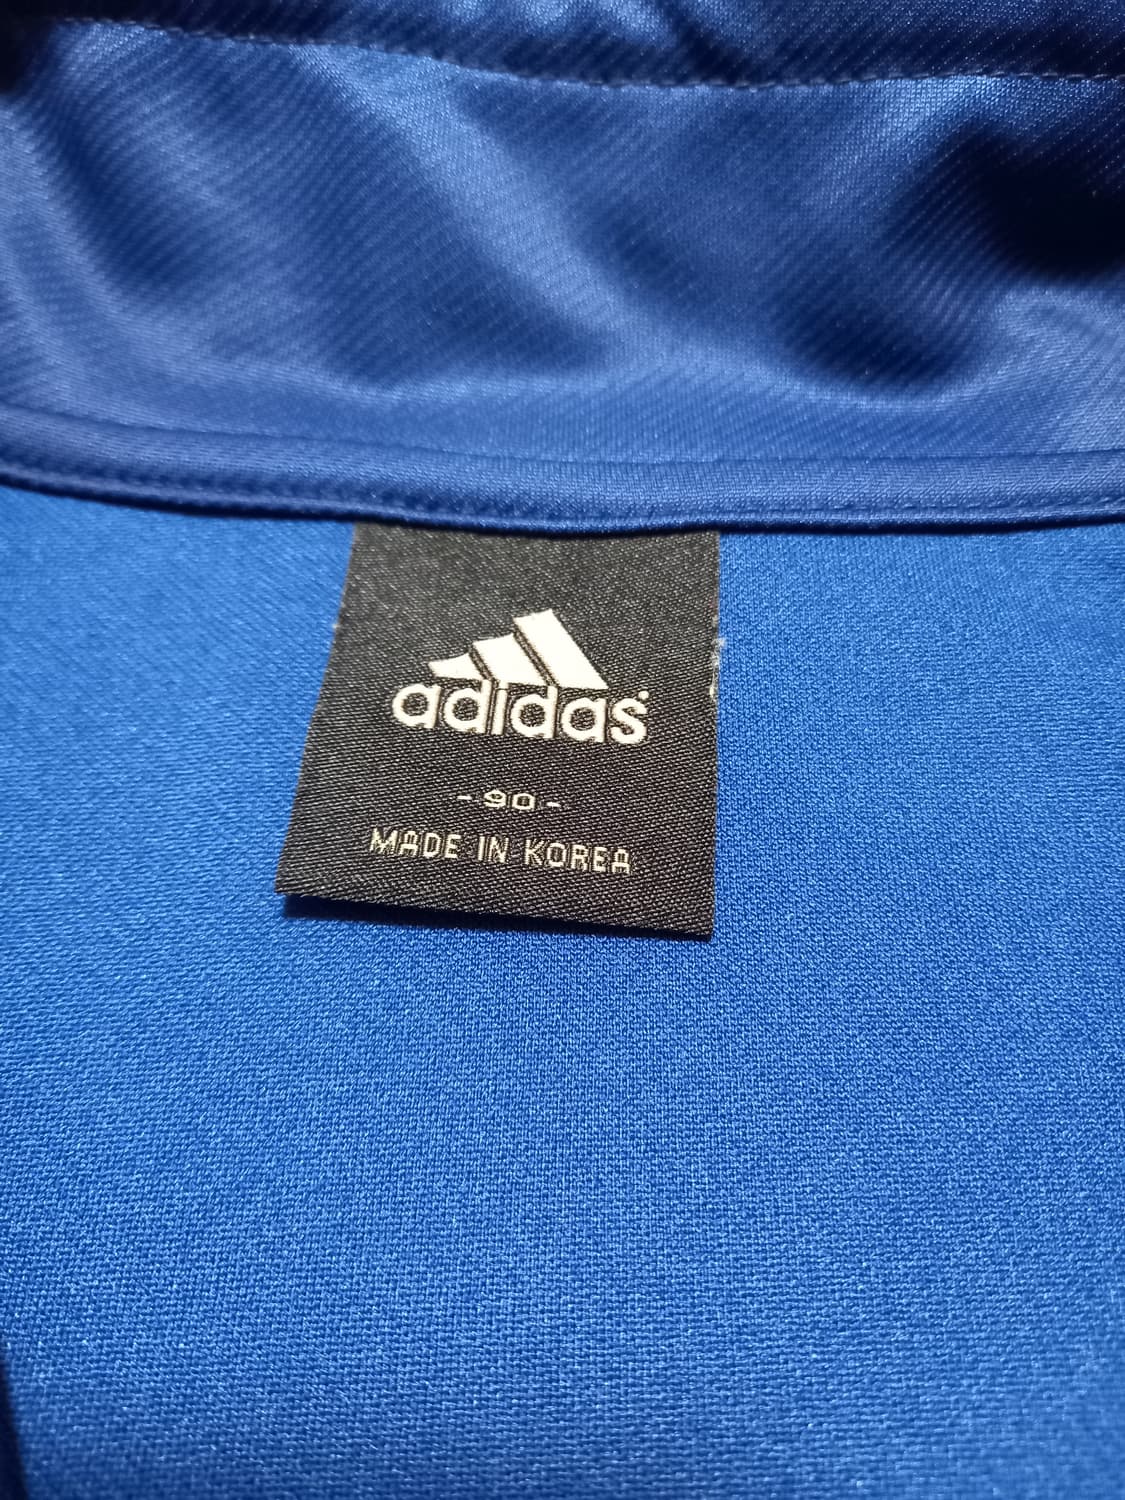 adidas
- 90 -
MADE IN KOREA